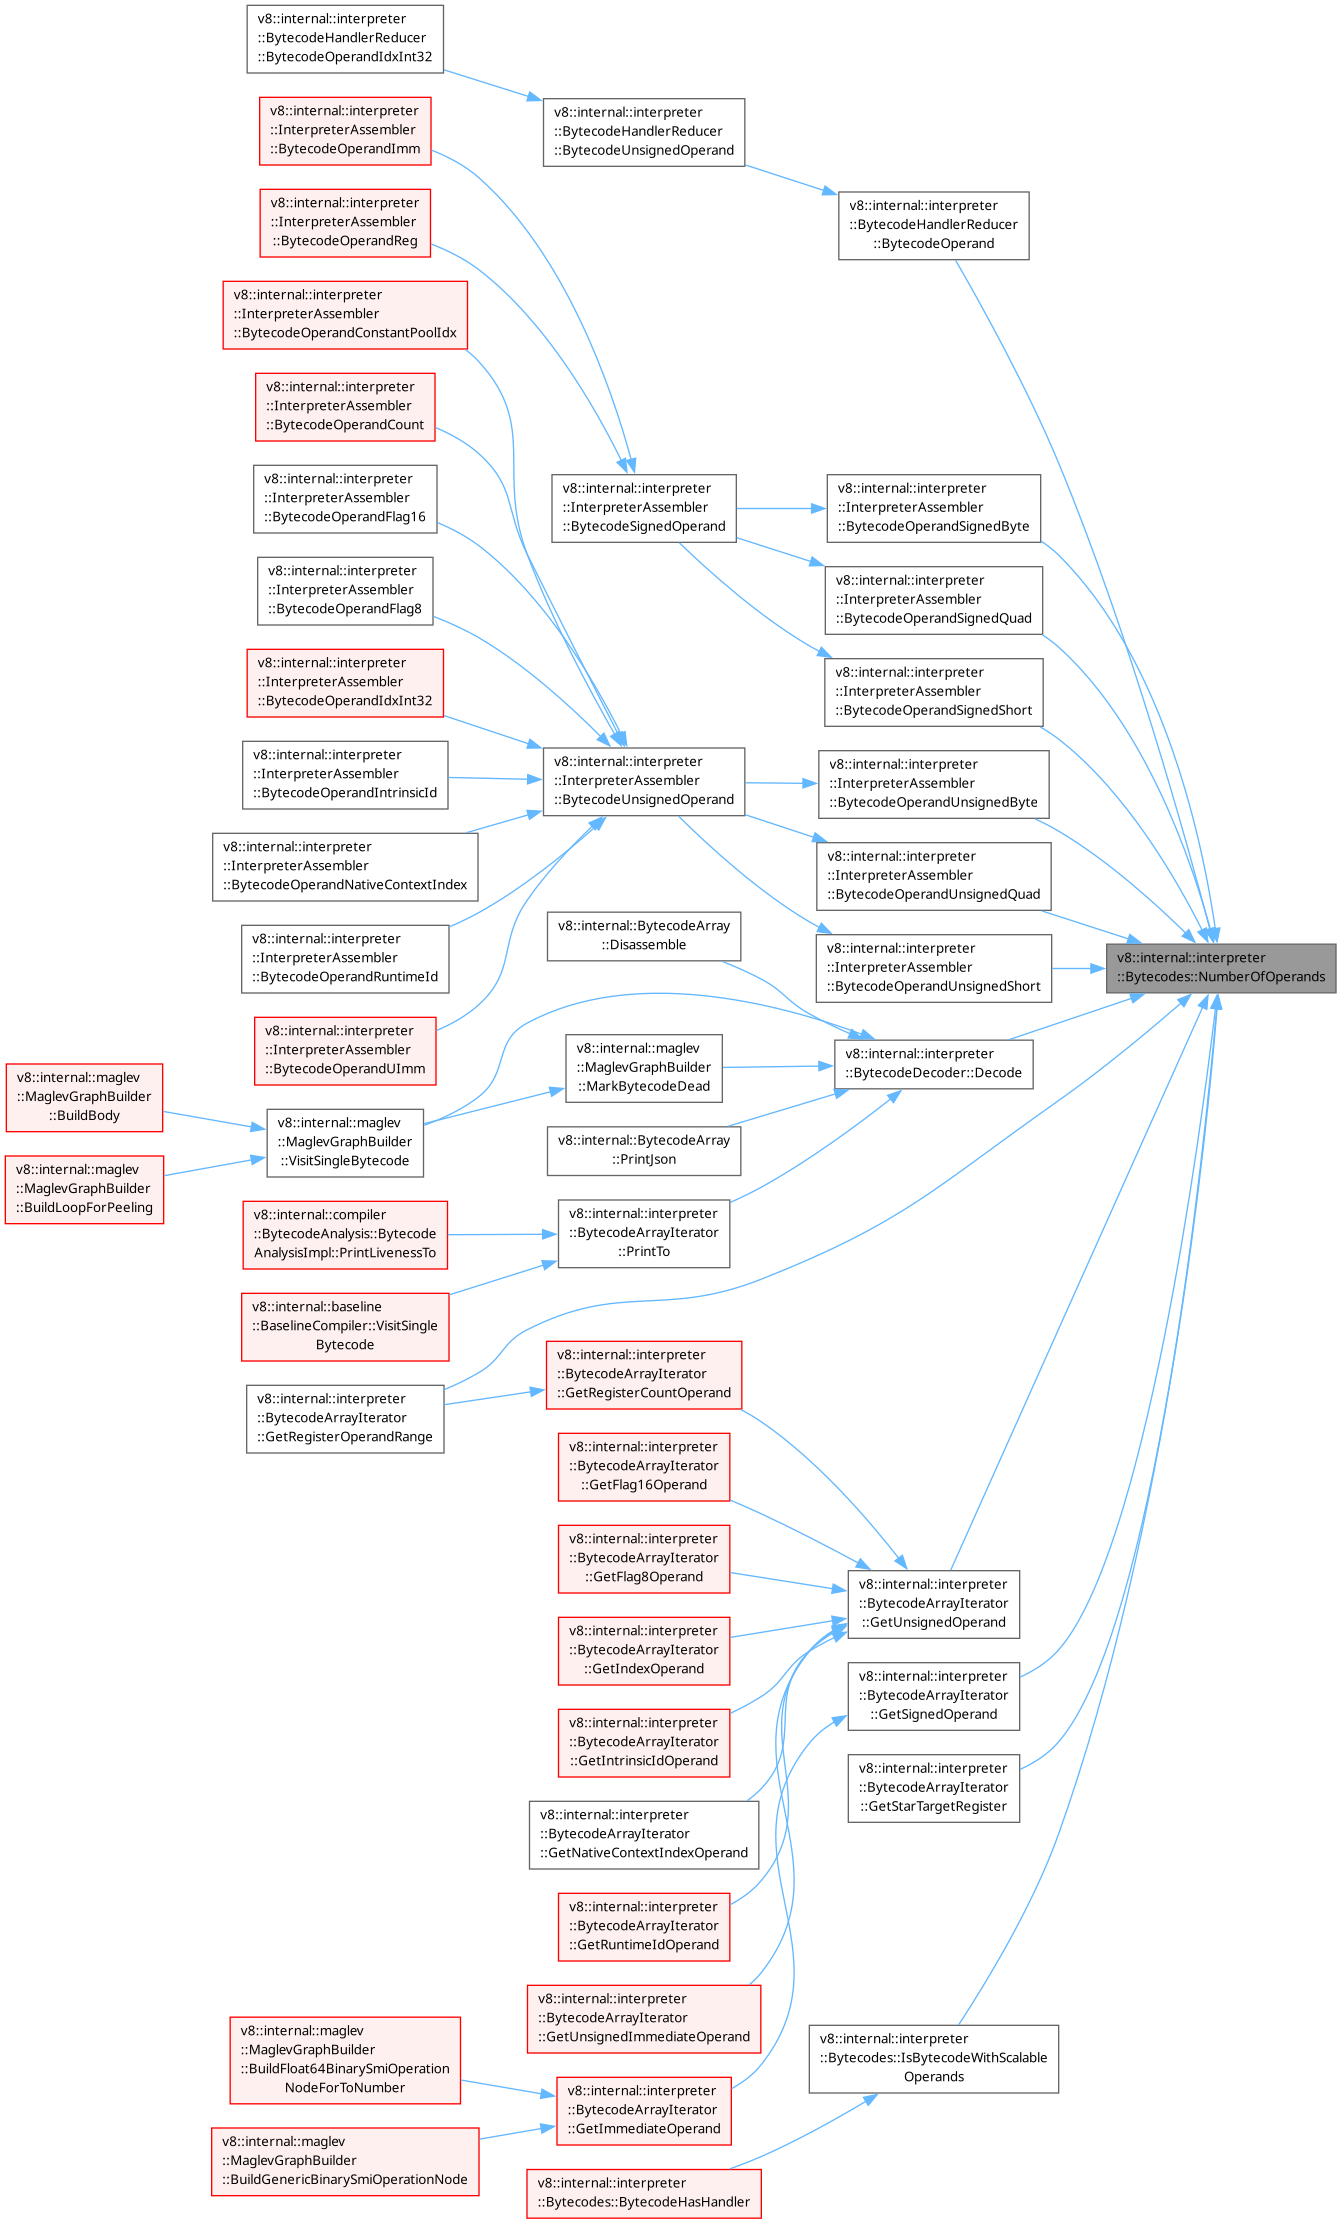 v8::internal::interpreter
::BytecodeHandlerReducer
::BytecodeOperandIdxInt32
v8::internal::interpreter
::InterpreterAssembler
::BytecodeOperandImm
v8::internal::interpreter
::BytecodeHandlerReducer
::BytecodeUnsignedOperand
v8::internal::interpreter
::InterpreterAssembler
::BytecodeOperandReg
v8::internal::interpreter
::BytecodeHandlerReducer
::BytecodeOperand
v8::internal::interpreter
::InterpreterAssembler
::BytecodeOperandConstantPoolIdx
v8::internal::interpreter
::InterpreterAssembler
::BytecodeOperandCount
v8::internal::interpreter
::InterpreterAssembler
::BytecodeOperandFlag16
v8::internal::interpreter
::InterpreterAssembler
::BytecodeSignedOperand
v8::internal::interpreter
::InterpreterAssembler
::BytecodeOperandSignedByte
v8::internal::interpreter
::InterpreterAssembler
::BytecodeOperandFlag8
v8::internal::interpreter
::InterpreterAssembler
::BytecodeOperandSignedQuad
v8::internal::interpreter
::InterpreterAssembler
::BytecodeOperandIdxInt32
v8::internal::interpreter
::InterpreterAssembler
::BytecodeOperandSignedShort
v8::internal::interpreter
::InterpreterAssembler
::BytecodeOperandIntrinsicId
v8::internal::interpreter
::InterpreterAssembler
::BytecodeUnsignedOperand
v8::internal::interpreter
::InterpreterAssembler
::BytecodeOperandUnsignedByte
v8::internal::interpreter
::InterpreterAssembler
::BytecodeOperandNativeContextIndex
v8::internal::interpreter
::InterpreterAssembler
::BytecodeOperandUnsignedQuad
v8::internal::interpreter
::InterpreterAssembler
::BytecodeOperandRuntimeId
v8::internal::BytecodeArray
::Disassemble
v8::internal::interpreter
::InterpreterAssembler
::BytecodeOperandUnsignedShort
v8::internal::interpreter
::Bytecodes::NumberOfOperands
v8::internal::interpreter
::InterpreterAssembler
::BytecodeOperandUImm
v8::internal::maglev
::MaglevGraphBuilder
::MarkBytecodeDead
v8::internal::interpreter
::BytecodeDecoder::Decode
v8::internal::maglev
::MaglevGraphBuilder
::BuildBody
v8::internal::maglev
::MaglevGraphBuilder
::VisitSingleBytecode
v8::internal::BytecodeArray
::PrintJson
v8::internal::maglev
::MaglevGraphBuilder
::BuildLoopForPeeling
v8::internal::compiler
::BytecodeAnalysis::Bytecode
AnalysisImpl::PrintLivenessTo
v8::internal::interpreter
::BytecodeArrayIterator
::PrintTo
v8::internal::baseline
::BaselineCompiler::VisitSingle
Bytecode
v8::internal::interpreter
::BytecodeArrayIterator
::GetRegisterOperandRange
v8::internal::interpreter
::BytecodeArrayIterator
::GetRegisterCountOperand
v8::internal::interpreter
::BytecodeArrayIterator
::GetFlag16Operand
v8::internal::interpreter
::BytecodeArrayIterator
::GetFlag8Operand
v8::internal::interpreter
::BytecodeArrayIterator
::GetUnsignedOperand
v8::internal::interpreter
::BytecodeArrayIterator
::GetIndexOperand
v8::internal::interpreter
::BytecodeArrayIterator
::GetSignedOperand
v8::internal::interpreter
::BytecodeArrayIterator
::GetIntrinsicIdOperand
v8::internal::interpreter
::BytecodeArrayIterator
::GetStarTargetRegister
v8::internal::interpreter
::BytecodeArrayIterator
::GetNativeContextIndexOperand
v8::internal::interpreter
::BytecodeArrayIterator
::GetRuntimeIdOperand
v8::internal::interpreter
::BytecodeArrayIterator
::GetUnsignedImmediateOperand
v8::internal::maglev
::MaglevGraphBuilder
::BuildFloat64BinarySmiOperation
NodeForToNumber
v8::internal::interpreter
::Bytecodes::IsBytecodeWithScalable
Operands
v8::internal::interpreter
::BytecodeArrayIterator
::GetImmediateOperand
v8::internal::maglev
::MaglevGraphBuilder
::BuildGenericBinarySmiOperationNode
v8::internal::interpreter
::Bytecodes::BytecodeHasHandler